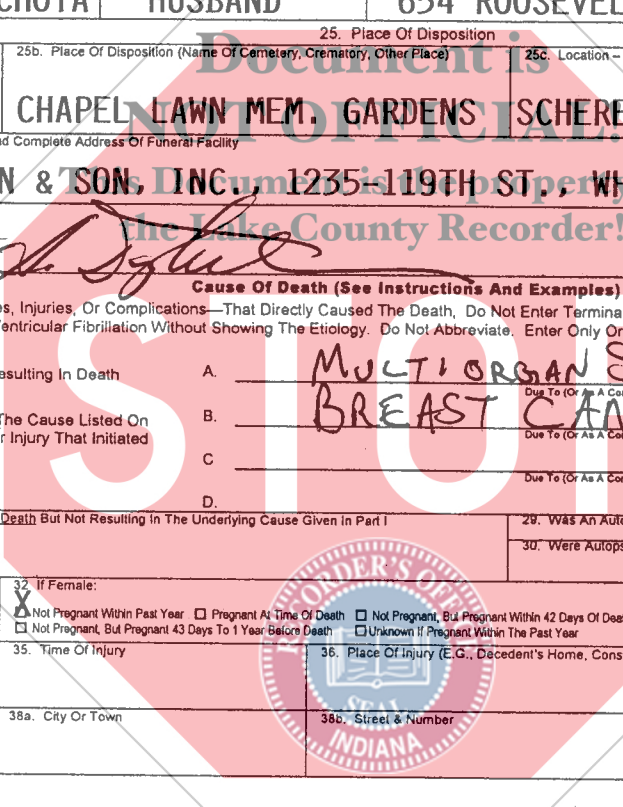 HUSBAND
25. Place Of Disposition
25b. Place Of Disposition (Name Of Cemetery, Crematory, Other Place)
25c. Location –
Document is
CHAPEL LAWN MEM. GARDENS
NOT OFFICIAL!
Complete Address Of Funeral Facility
N & SON, INC., 1235-119TH ST., WH
This Document is the property
the Lake County Recorder!
Cause Of Death (See Instructions And Examples)
es, Injuries, Or Complications—That Directly Caused The Death, Do Not Enter Termina
entricular Fibrillation Without Showing The Etiology. Do Not Abbreviate. Enter Only On
STOP
esulting In Death
A. MULTIORGAN
Due To (Or As A Co
The Cause Listed On
B. BREAST CAN
r Injury That Initiated
Due To (Or As A Co
C
Due To (Or As A Co
D.
Death But Not Resulting In The Underlying Cause Given In Part I
29. Was An Auto
30. Were Autops
32. If Female:
X Not Pregnant Within Past Year ☐ Pregnant At Time Of Death ☐ Not Pregnant, But Pregnant Within 42 Days Of Dea
☐ Not Pregnant, But Pregnant 43 Days To 1 Year Before Death ☐ Unknown If Pregnant Within The Past Year
RECORDER'S OFFICE
35. Time Of Injury
36. Place Of Injury (E.G., Decedent's Home, Cons
SEAL
38a. City Or Town
38b. Street & Number
INDIANA